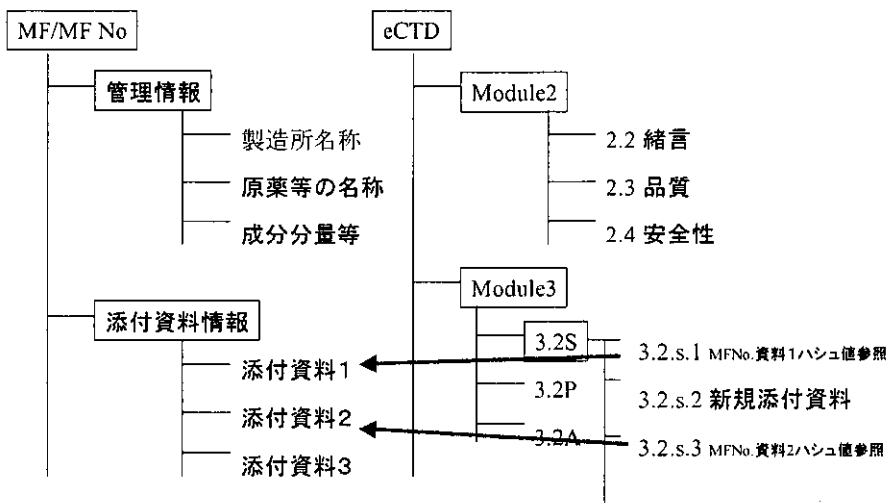 MF/MF No
管理情報
製造所名称
原薬等の名称
成分分量等
添付資料情報
添付資料1
添付資料2
添付資料3
eCTD
Module2
2.2 緒言
2.3 品質
2.4 安全性
Module3
3.2S
3.2.s.1 MFNo.資料1ハシュ値参照
3.2.s.2 新規添付資料
3.2.s.3 MFNo.資料2ハシュ値参照
3.2P
3.2A